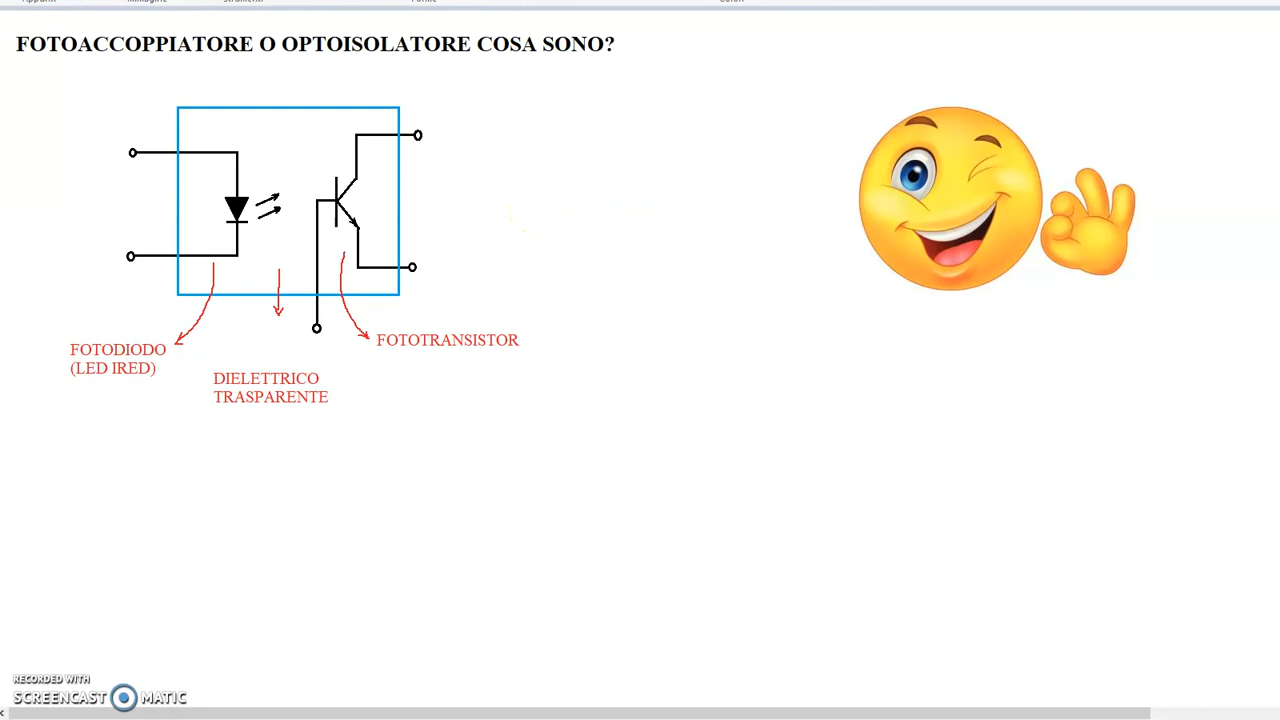 FOTOACCOPPIATORE O OPTOISOLATORE COSA SONO?
FOTODIODO
(LED IRED)
DIELETTRICO
TRASPARENTE
FOTOTRANSISTOR
RECORDED WITH
SCREENCAST MATIC